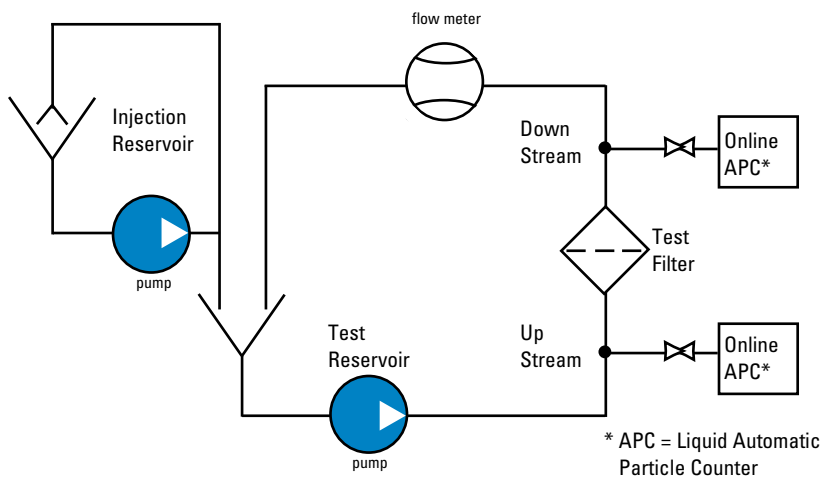 flow meter
Injection
Reservoir
pump
Down
Stream
Online
APC*
Test
Filter
Test
Reservoir
pump
Up
Stream
Online
APC*
* APC = Liquid Automatic
Particle Counter